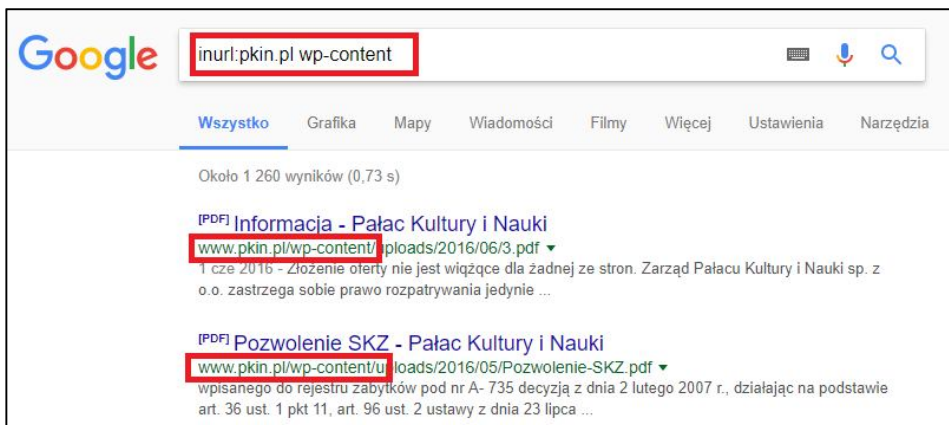 Google
inurl:pkin.pl wp-content
Wszystko Grafika Mapy Wiadomości Filmy Więcej Ustawienia Narzędzia
Około 1 260 wyników (0,73 s)
[PDF] Informacja - Pałac Kultury i Nauki
www.pkin.pl/wp-content/uploads/2016/06/3.pdf
1 cze 2016 - Złożenie oferty nie jest wiążące dla żadnej ze stron. Zarząd Pałacu Kultury i Nauki sp. z
o.o. zastrzega sobie prawo rozpatrywania jedynie ...
[PDF] Pozwolenie SKZ - Pałac Kultury i Nauki
www.pkin.pl/wp-content/uploads/2016/05/Pozwolenie-SKZ.pdf
wpisanego do rejestru zabytków pod nr A- 735 decyzją z dnia 2 lutego 2007 r., działając na podstawie
art. 36 ust. 1 pkt 11, art. 96 ust. 2 ustawy z dnia 23 lipca ...